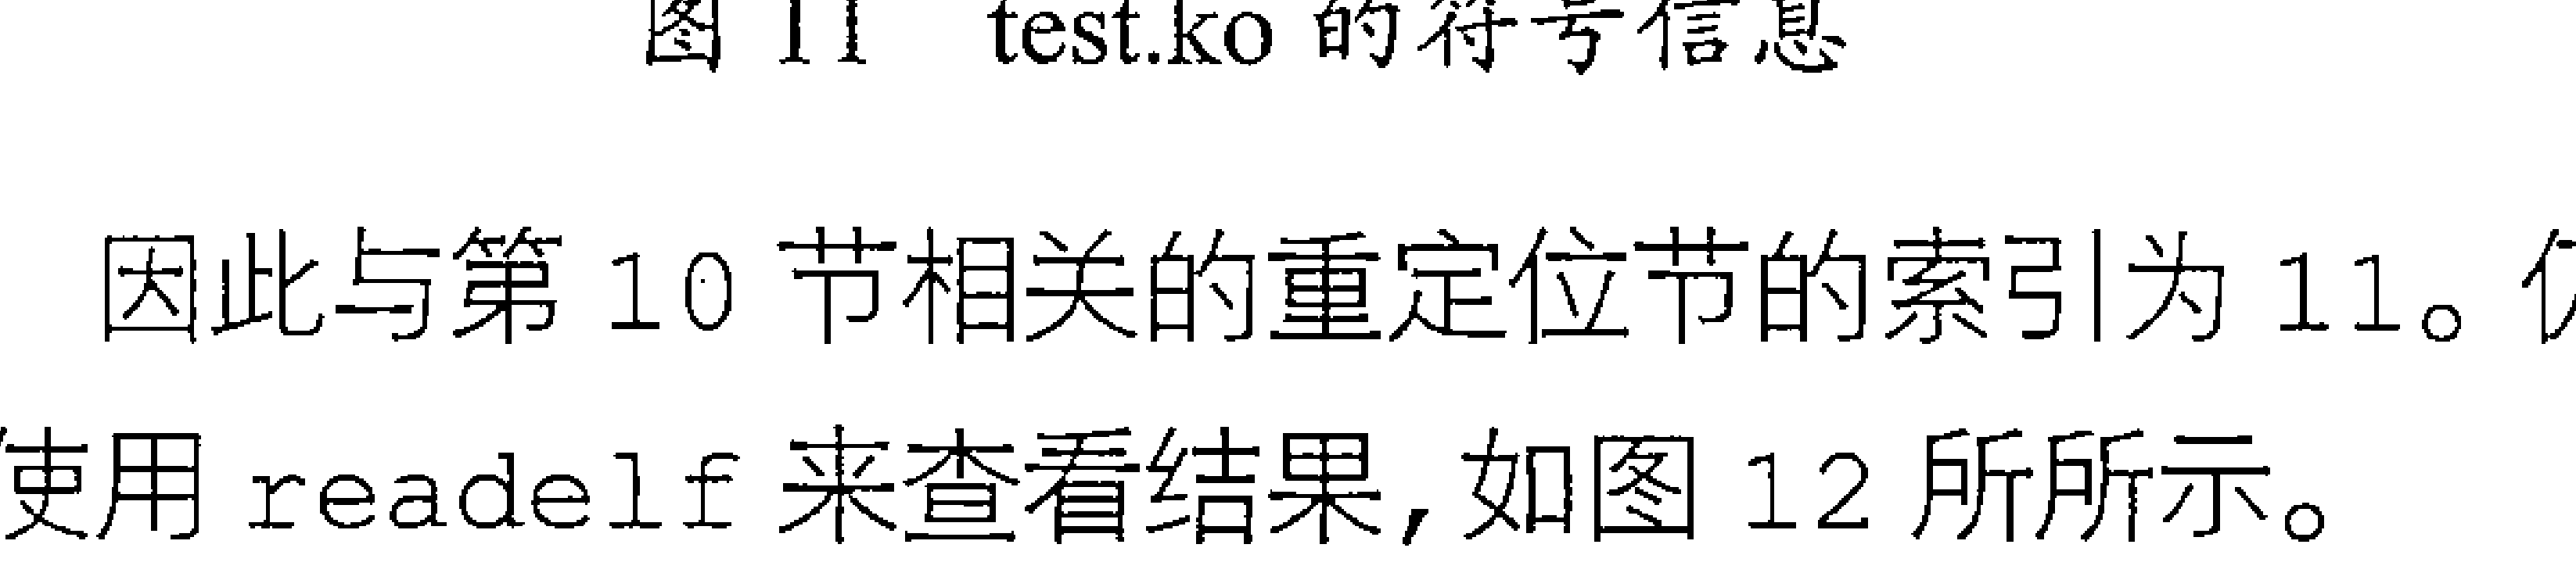 图 11 test.ko 的符号信息
因此与第 10 节相关的重定位节的索引为 11。
使用 readelf 来查看结果,如图 12 所所示。